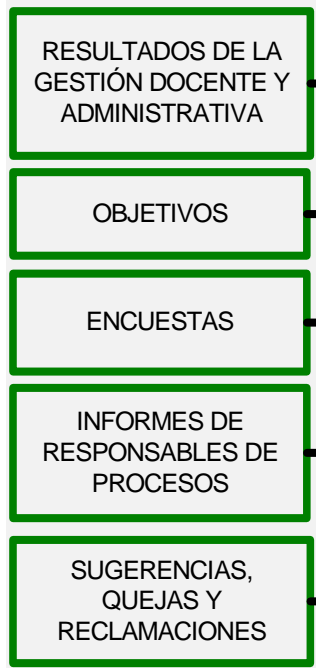 RESULTADOS DE LA
GESTIÓN DOCENTE Y
ADMINISTRATIVA
OBJETIVOS
ENCUESTAS
INFORMES DE
RESPONSABLES DE
PROCESOS
SUGERENCIAS,
QUEJAS Y
RECLAMACIONES